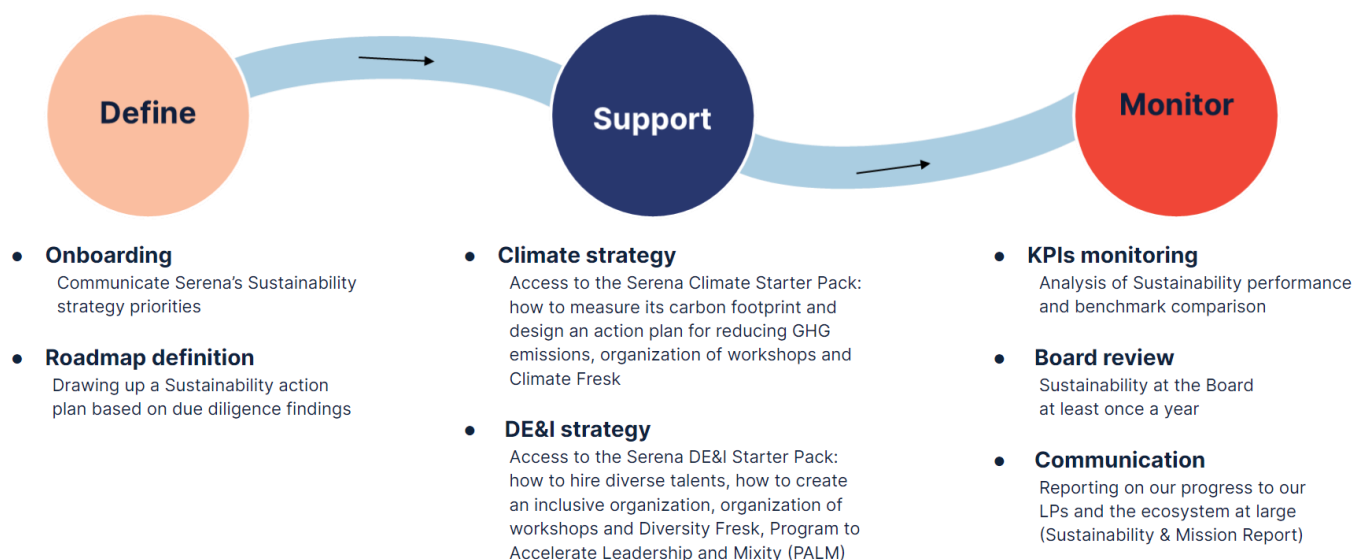 Define
Support
Monitor
● Onboarding
Communicate Serena's Sustainability
strategy priorities
● Roadmap definition
Drawing up a Sustainability action
plan based on due diligence findings
● Climate strategy
Access to the Serena Climate Starter Pack:
how to measure its carbon footprint and
design an action plan for reducing GHG
emissions, organization of workshops and
Climate Fresk
● DE&I strategy
Access to the Serena DE&I Starter Pack:
how to hire diverse talents, how to create
an inclusive organization, organization of
workshops and Diversity Fresk, Program to
Accelerate Leadership and Mixity (PALM)
● KPIs monitoring
Analysis of Sustainability performance
and benchmark comparison
● Board review
Sustainability at the Board
at least once a year
● Communication
Reporting on our progress to our
LPs and the ecosystem at large
(Sustainability & Mission Report)